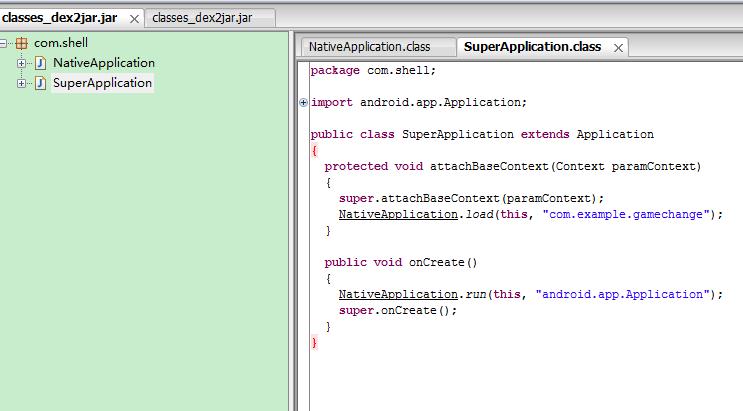 classes_dex2jar.jar classes_dex2jar.jar
com.shell
NativeApplication
SuperApplication
NativeApplication.class SuperApplication.class
package com.shell;
import android.app.Application;
public class SuperApplication extends Application
{
protected void attachBaseContext(Context paramContext)
{
super.attachBaseContext(paramContext);
NativeApplication.load(this, "com.example.gamechange");
}
public void onCreate()
{
NativeApplication.run(this, "android.app.Application");
super.onCreate();
}
}